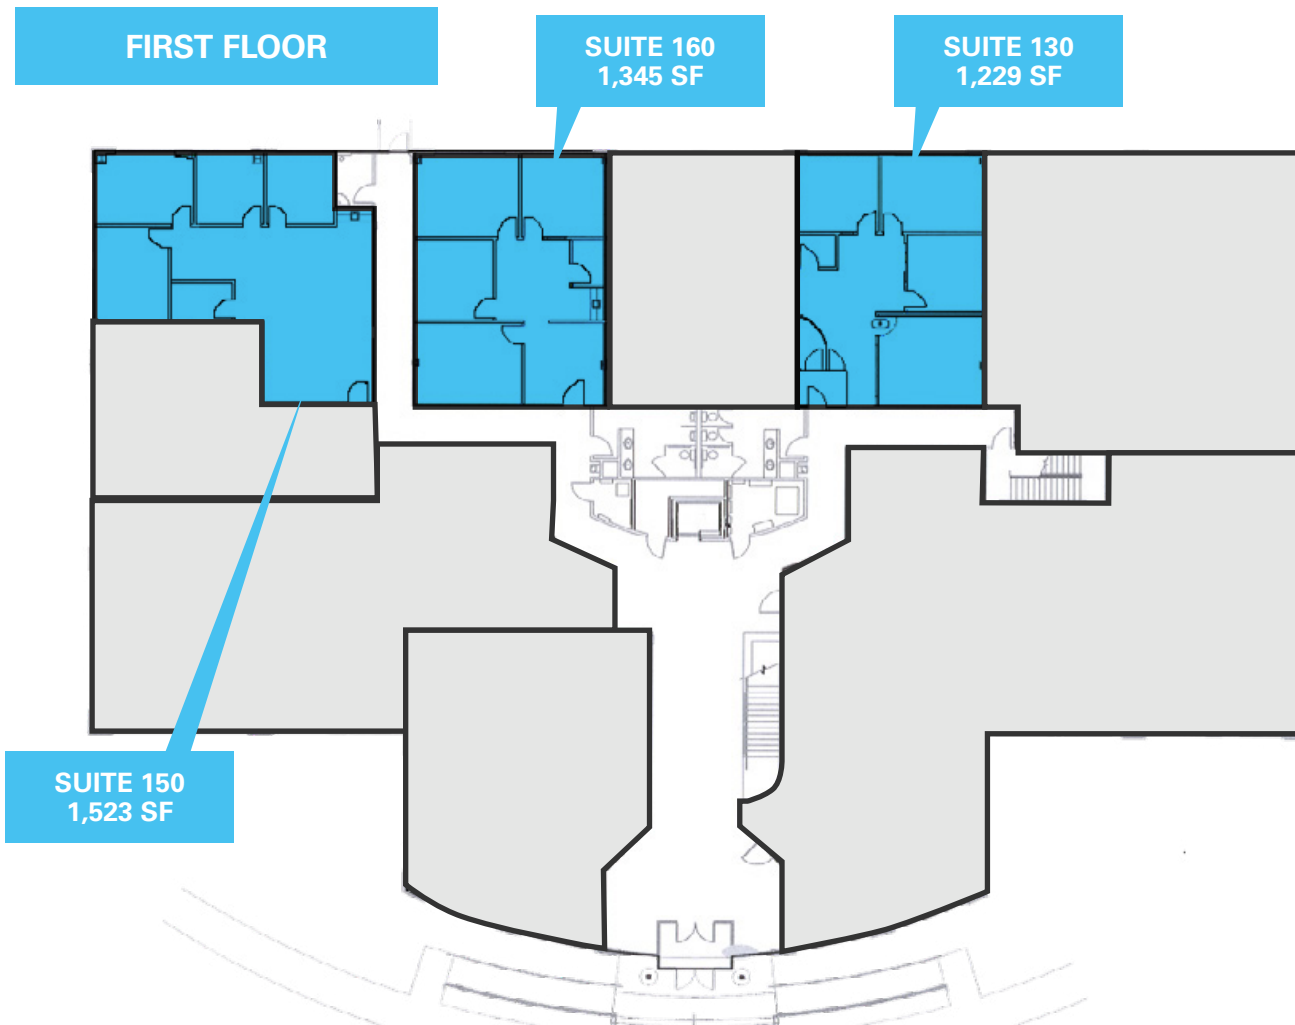 FIRST FLOOR
SUITE 160
1,345 SF
SUITE 130
1,229 SF
SUITE 150
1,523 SF